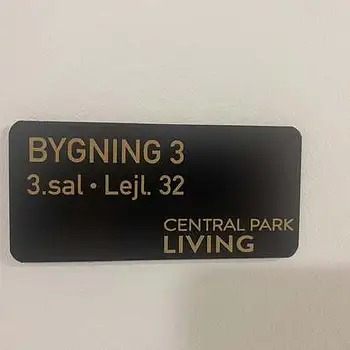 BYGNING 3
3.sal • Lejl. 32
CENTRAL PARK
LIVING